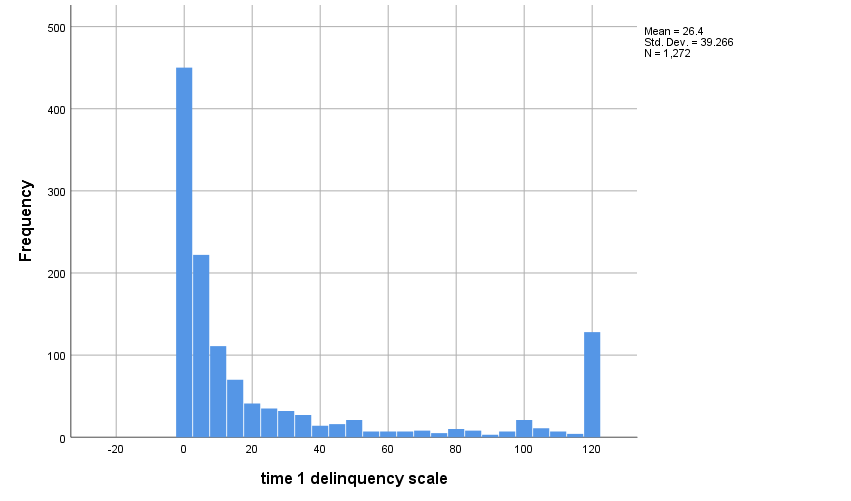 Mean = 26.4
Std. Dev. = 39.266
N = 1,272
Frequency
500
400
300
200
100
0
-20
0
20
40
60
80
100
120
time 1 delinquency scale